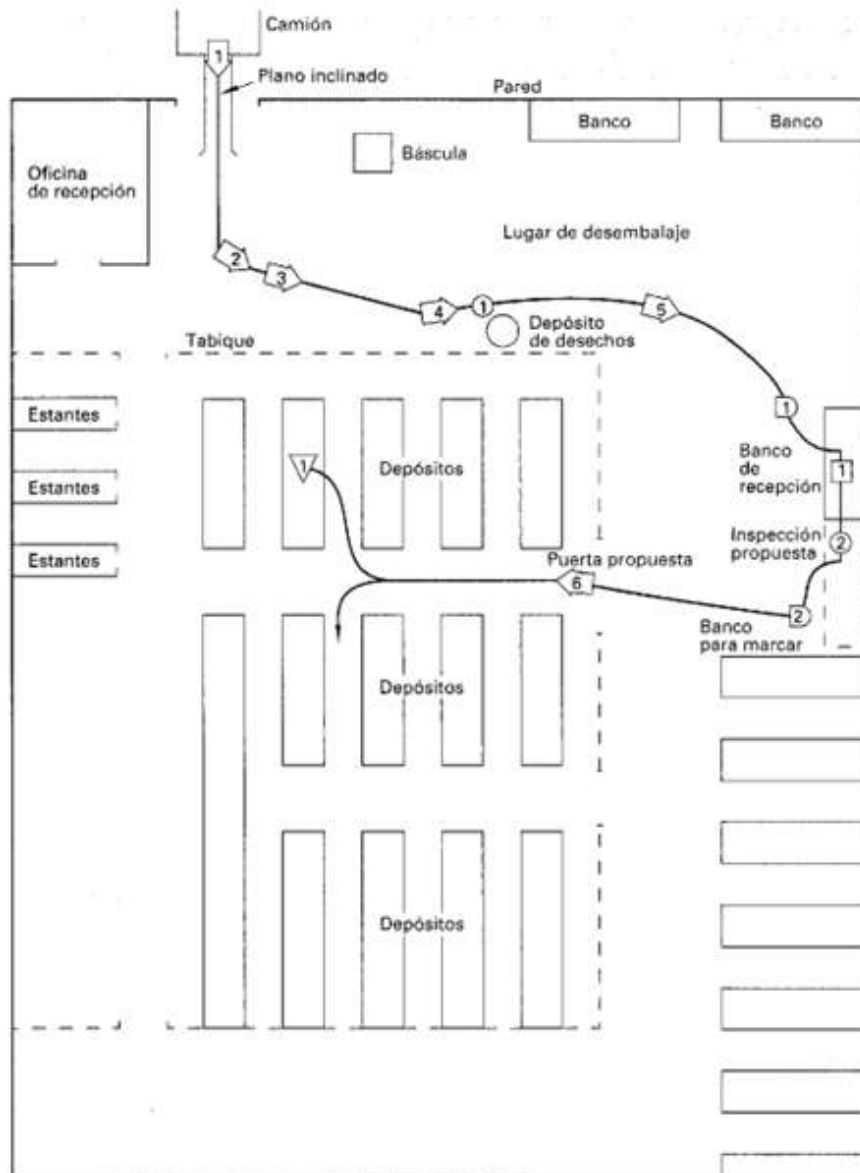 Camión
1
Plano inclinado
Pared
Banco
Banco
Báscula
Oficina
de recepción
Lugar de desembalaje
2
3
4
1
5
Depósito
de desechos
Tabique
Estantes
1
Depósitos
1
Banco
de
recepción
1
Estantes
Inspección
propuesta
2
Estantes
Puerta propuesta
6
2
Banco
para marcar
Depósitos
Depósitos